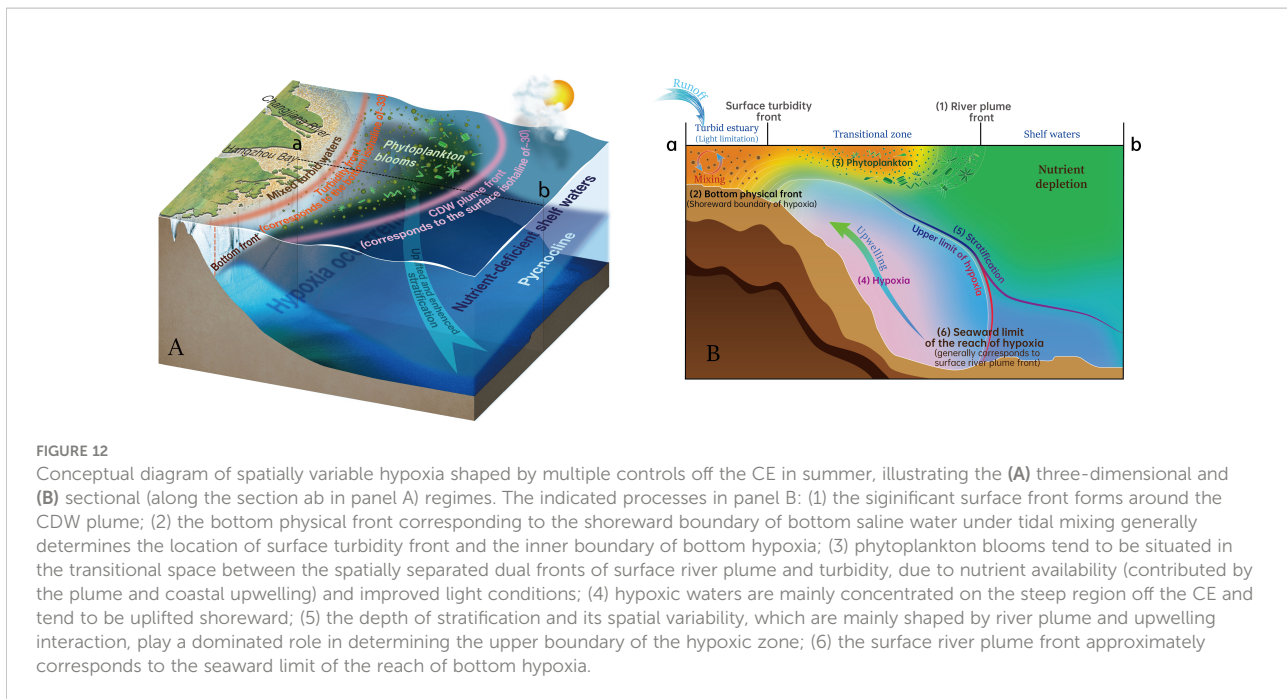 Changjiang River
Hangzhou Bay
a
Mixed turbid waters
Turbidity front
(corresponds to the
Phytoplankton
blooms
CDW plume front
(corresponds to the surface isohaline of~30)
b
Bottom front
Hypoxia
Uplifted and enhanced
stratification
Nutrient-deficient shelf waters
Pycnocline
A
Runoff
Surface turbidity
front
(1) River plume
front
a
Turbid estuary
(Light limitation)
Transitional zone
Shelf waters
b
Mixing
(3) Phytoplankton
Nutrient
depletion
(2) Bottom physical front
(Shoreward boundary of hypoxia)
Upwelling
(5) Stratification
Upper limit of hypoxia
(4) Hypoxia
(6) Seaward limit
of the reach of hypoxia
(generally corresponds to
surface river plume front)
B
FIGURE 12
Conceptual diagram of spatially variable hypoxia shaped by multiple controls off the CE in summer, illustrating the (A) three-dimensional and
(B) sectional (along the section ab in panel A) regimes. The indicated processes in panel B: (1) the siginificant surface front forms around the
CDW plume; (2) the bottom physical front corresponding to the shoreward boundary of bottom saline water under tidal mixing generally
determines the location of surface turbidity front and the inner boundary of bottom hypoxia; (3) phytoplankton blooms tend to be situated in
the transitional space between the spatially separated dual fronts of surface river plume and turbidity, due to nutrient availability (contributed by
the plume and coastal upwelling) and improved light conditions; (4) hypoxic waters are mainly concentrated on the steep region off the CE and
tend to be uplifted shoreward; (5) the depth of stratification and its spatial variability, which are mainly shaped by river plume and upwelling
interaction, play a dominated role in determining the upper boundary of the hypoxic zone; (6) the surface river plume front approximately
corresponds to the seaward limit of the reach of bottom hypoxia.